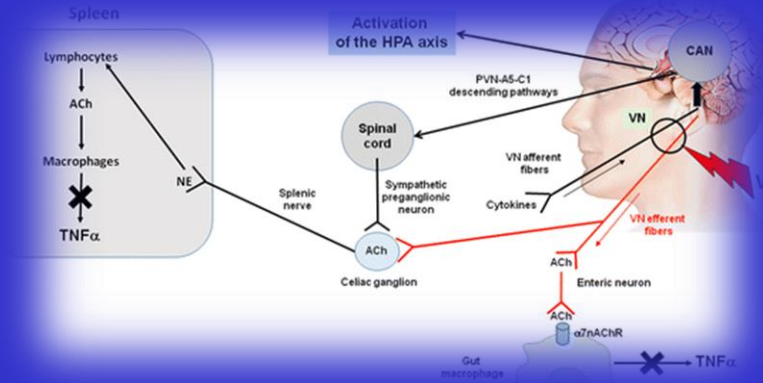 Spleen
Lymphocytes
ACh
Macrophages
TNFα
NE
Splenic
nerve
Activation
of the HPA axis
PVN-A5-C1
descending pathways
Spinal
cord
Sympathetic
preganglionic
neuron
ACh
Celiac ganglion
CAN
VN
VN afferent
fibers
Cytokines
VN efferent
fibers
ACh
Enteric neuron
ACh
α7nAChR
Gut
macrophage
TNFα